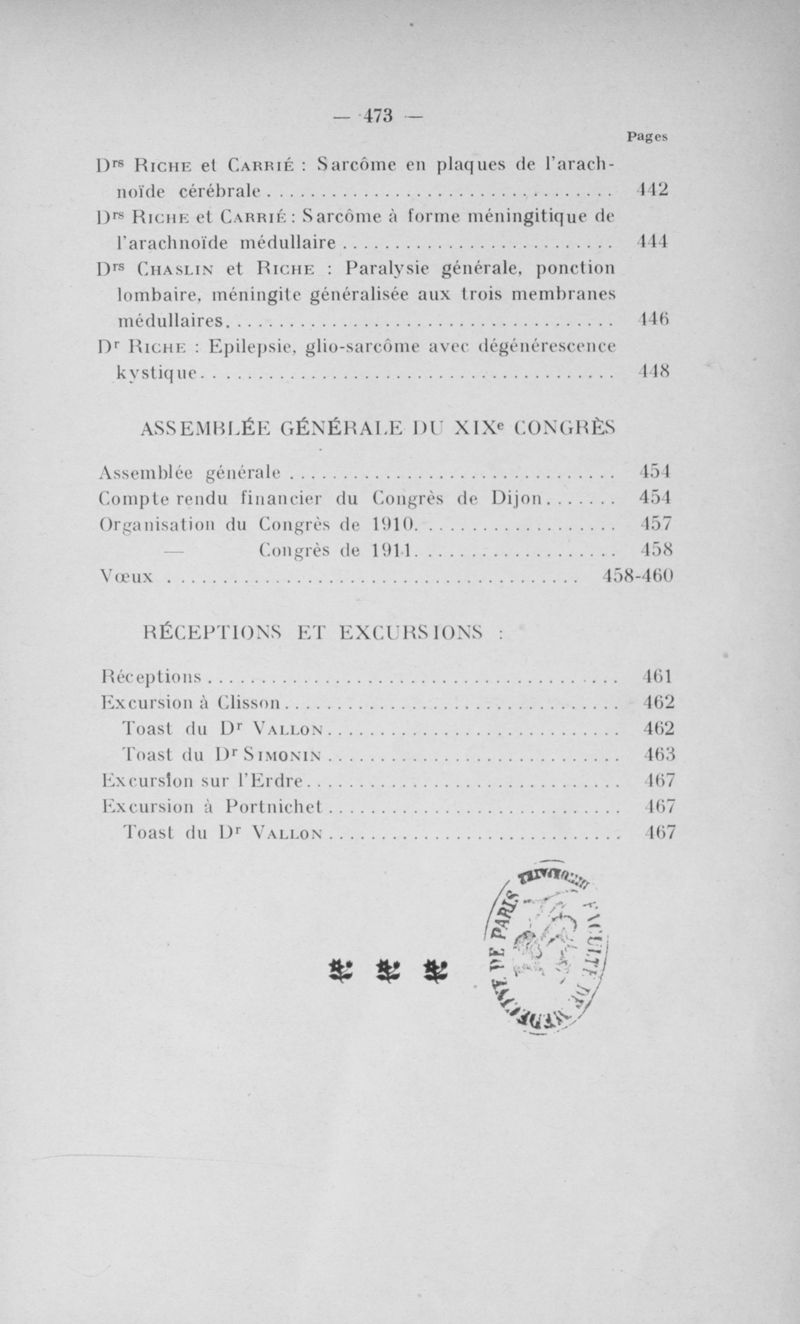 — 473 —
Pages
Drs RICHE et CARRIÉ : Sarcôme en plaques de l'arach-
noïde cérébrale . . . . . . . . . . . . . . . . . . . . . . . . . . . . . . . . 442
Drs RICHE et CARRIÉ : Sarcôme à forme méningitique de
l'arachnoïde médullaire . . . . . . . . . . . . . . . . . . . . . . . . . 444
Drs CHASLIN et RICHE : Paralysie générale, ponction
lombaire, méningite généralisée aux trois membranes
médullaires. . . . . . . . . . . . . . . . . . . . . . . . . . . . . . . . . . . . 446
Dr RICHE : Epilepsie, glio-sarcôme avec dégénérescence
kystique. . . . . . . . . . . . . . . . . . . . . . . . . . . . . . . . . . . . . . 448
ASSEMBLÉE GÉNÉRALE DU XIXe CONGRÈS
Assemblée générale . . . . . . . . . . . . . . . . . . . . . . . . . . . . . . 454
Compte rendu financier du Congrès de Dijon. . . . . . . 454
Organisation du Congrès de 1910. . . . . . . . . . . . . . . . . . . 457
— Congrès de 1911. . . . . . . . . . . . . . . . . . . 458
Vœux . . . . . . . . . . . . . . . . . . . . . . . . . . . . . . . . . . . . . . 458-460
RÉCEPTIONS ET EXCURSIONS :
Réceptions . . . . . . . . . . . . . . . . . . . . . . . . . . . . . . . . . . . . . . 461
Excursion à Clisson . . . . . . . . . . . . . . . . . . . . . . . . . . . . . . . 462
Toast du Dr VALLON . . . . . . . . . . . . . . . . . . . . . . . . . . . 462
Toast du Dr SIMONIN . . . . . . . . . . . . . . . . . . . . . . . . . . . 463
Excursion sur l'Erdre. . . . . . . . . . . . . . . . . . . . . . . . . . . . . 467
Excursion à Portnichet . . . . . . . . . . . . . . . . . . . . . . . . . . . 467
Toast du Dr VALLON . . . . . . . . . . . . . . . . . . . . . . . . . . . 467
FACULTÉ DE
DE PARIS